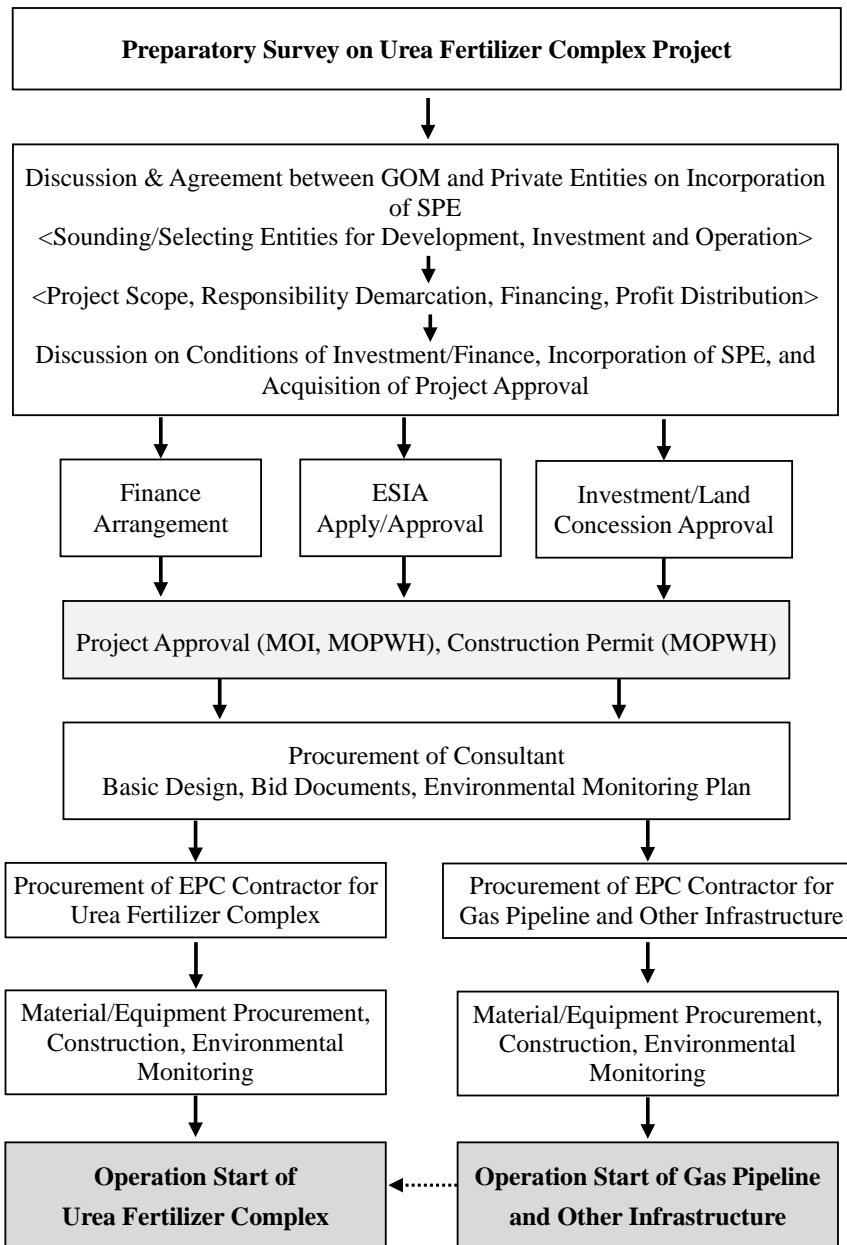 Preparatory Survey on Urea Fertilizer Complex Project
Discussion & Agreement between GOM and Private Entities on Incorporation
of SPE
<Sounding/Selecting Entities for Development, Investment and Operation>
<Project Scope, Responsibility Demarcation, Financing, Profit Distribution>
Discussion on Conditions of Investment/Finance, Incorporation of SPE, and
Acquisition of Project Approval
Finance
Arrangement
ESIA
Apply/Approval
Investment/Land
Concession Approval
Project Approval (MOI, MOPWH), Construction Permit (MOPWH)
Procurement of Consultant
Basic Design, Bid Documents, Environmental Monitoring Plan
Procurement of EPC Contractor for
Urea Fertilizer Complex
Procurement of EPC Contractor for
Gas Pipeline and Other Infrastructure
Material/Equipment Procurement,
Construction, Environmental
Monitoring
Material/Equipment Procurement,
Construction, Environmental
Monitoring
Operation Start of
Urea Fertilizer Complex
Operation Start of Gas Pipeline
and Other Infrastructure